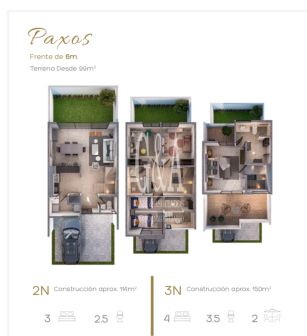 Paxos
Frente de 6m
Terreno Desde 99m²
G&A
2N Construcción aprox. 114m²
3 2.5
3N Construcción aprox. 150m²
4 3.5 2